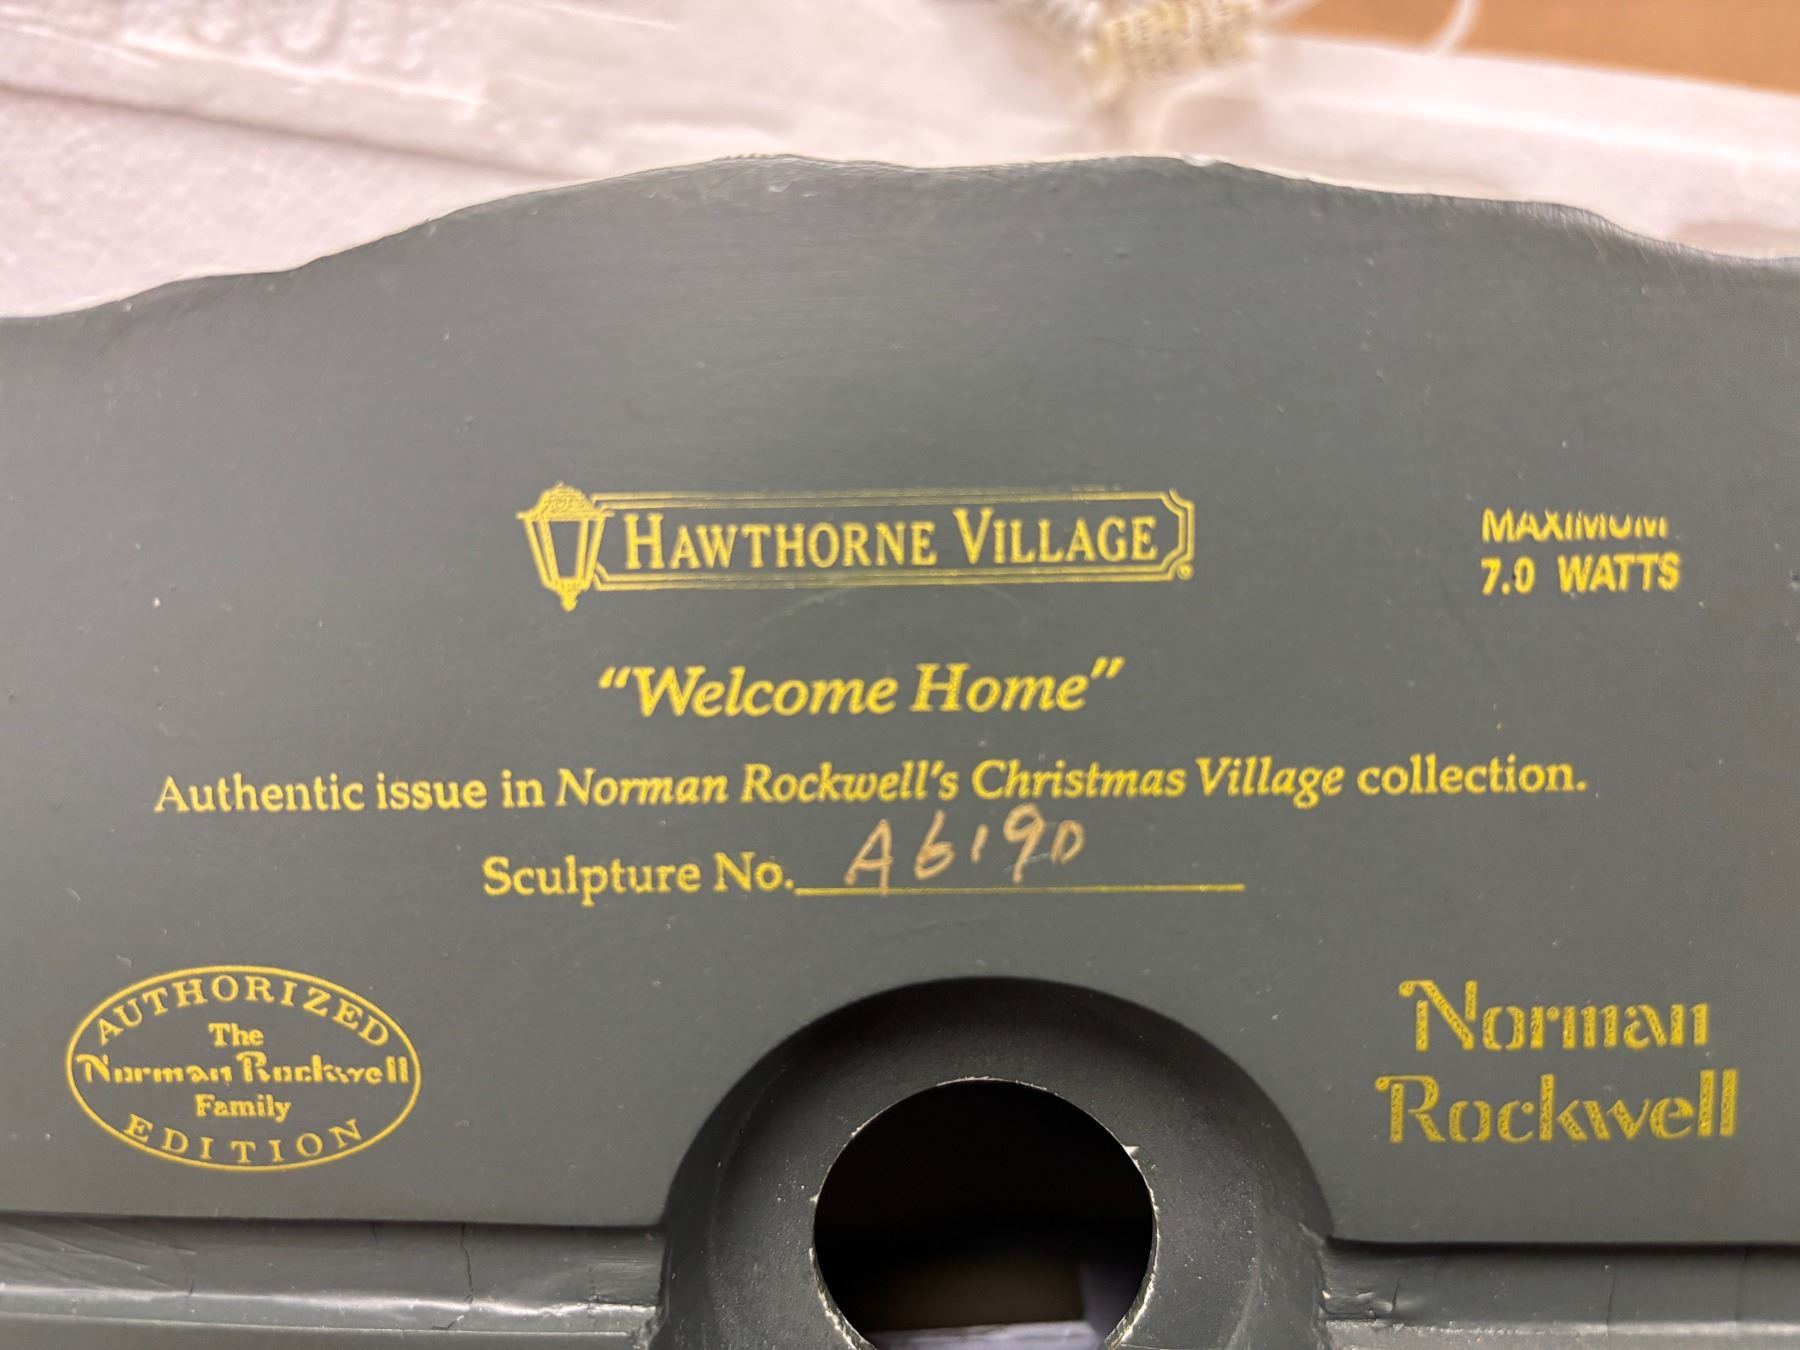 HAWTHORNE VILLAGE
MAXIMUM
7.0 WATTS
“Welcome Home”
Authentic issue in Norman Rockwell's Christmas Village collection.
Sculpture No. A6190
AUTHORIZED
The
Norman Rockwell
Family
EDITION
Norman
Rockwell